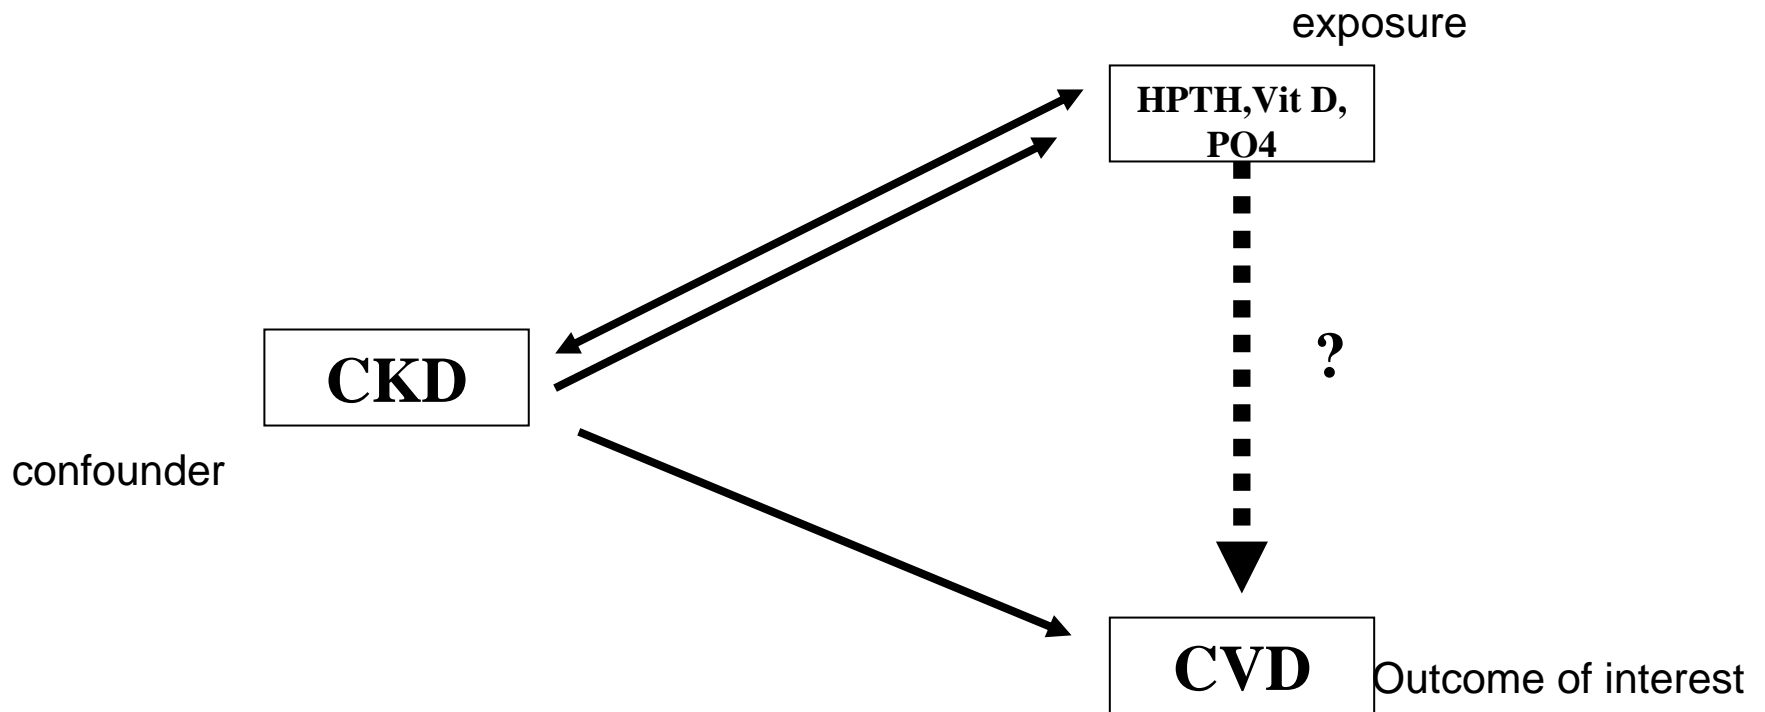 exposure
HPTH,Vit D,
PO4
?
CKD
confounder
CVD
Outcome of interest